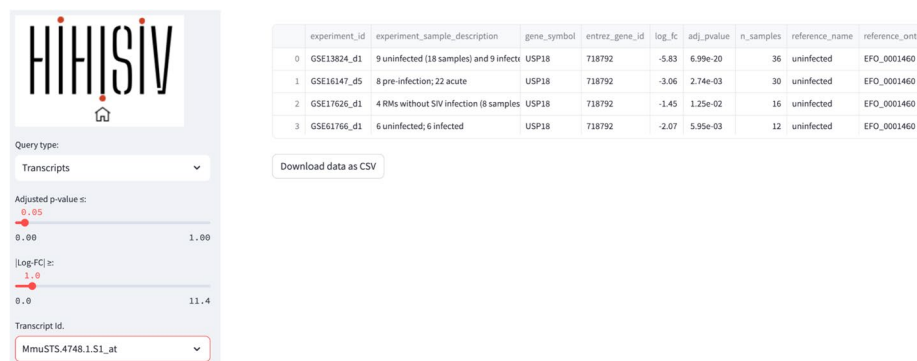 HIHISIV
Query type:
Transcripts
Adjusted p-value ≤:
0.05
0.00 1.00
|Log-FC| ≥:
1.0
0.0 11.4
Transcript Id.
MmuSTS.4748.1.S1_at
experiment_id experiment_sample_description gene_symbol entrez_gene_id log_fc adj_pvalue n_samples reference_name reference_ont
0 GSE13824_d1 9 uninfected (18 samples) and 9 infecte USP18 718792 -5.83 6.99e-20 36 uninfected EFO_0001460
1 GSE16147_d5 8 pre-infection; 22 acute USP18 718792 -3.06 2.74e-03 30 uninfected EFO_0001460
2 GSE17626_d1 4 RMs without SIV infection (8 samples USP18 718792 -1.45 1.25e-02 16 uninfected EFO_0001460
3 GSE61766_d1 6 uninfected; 6 infected USP18 718792 -2.07 5.95e-03 12 uninfected EFO_0001460
Download data as CSV